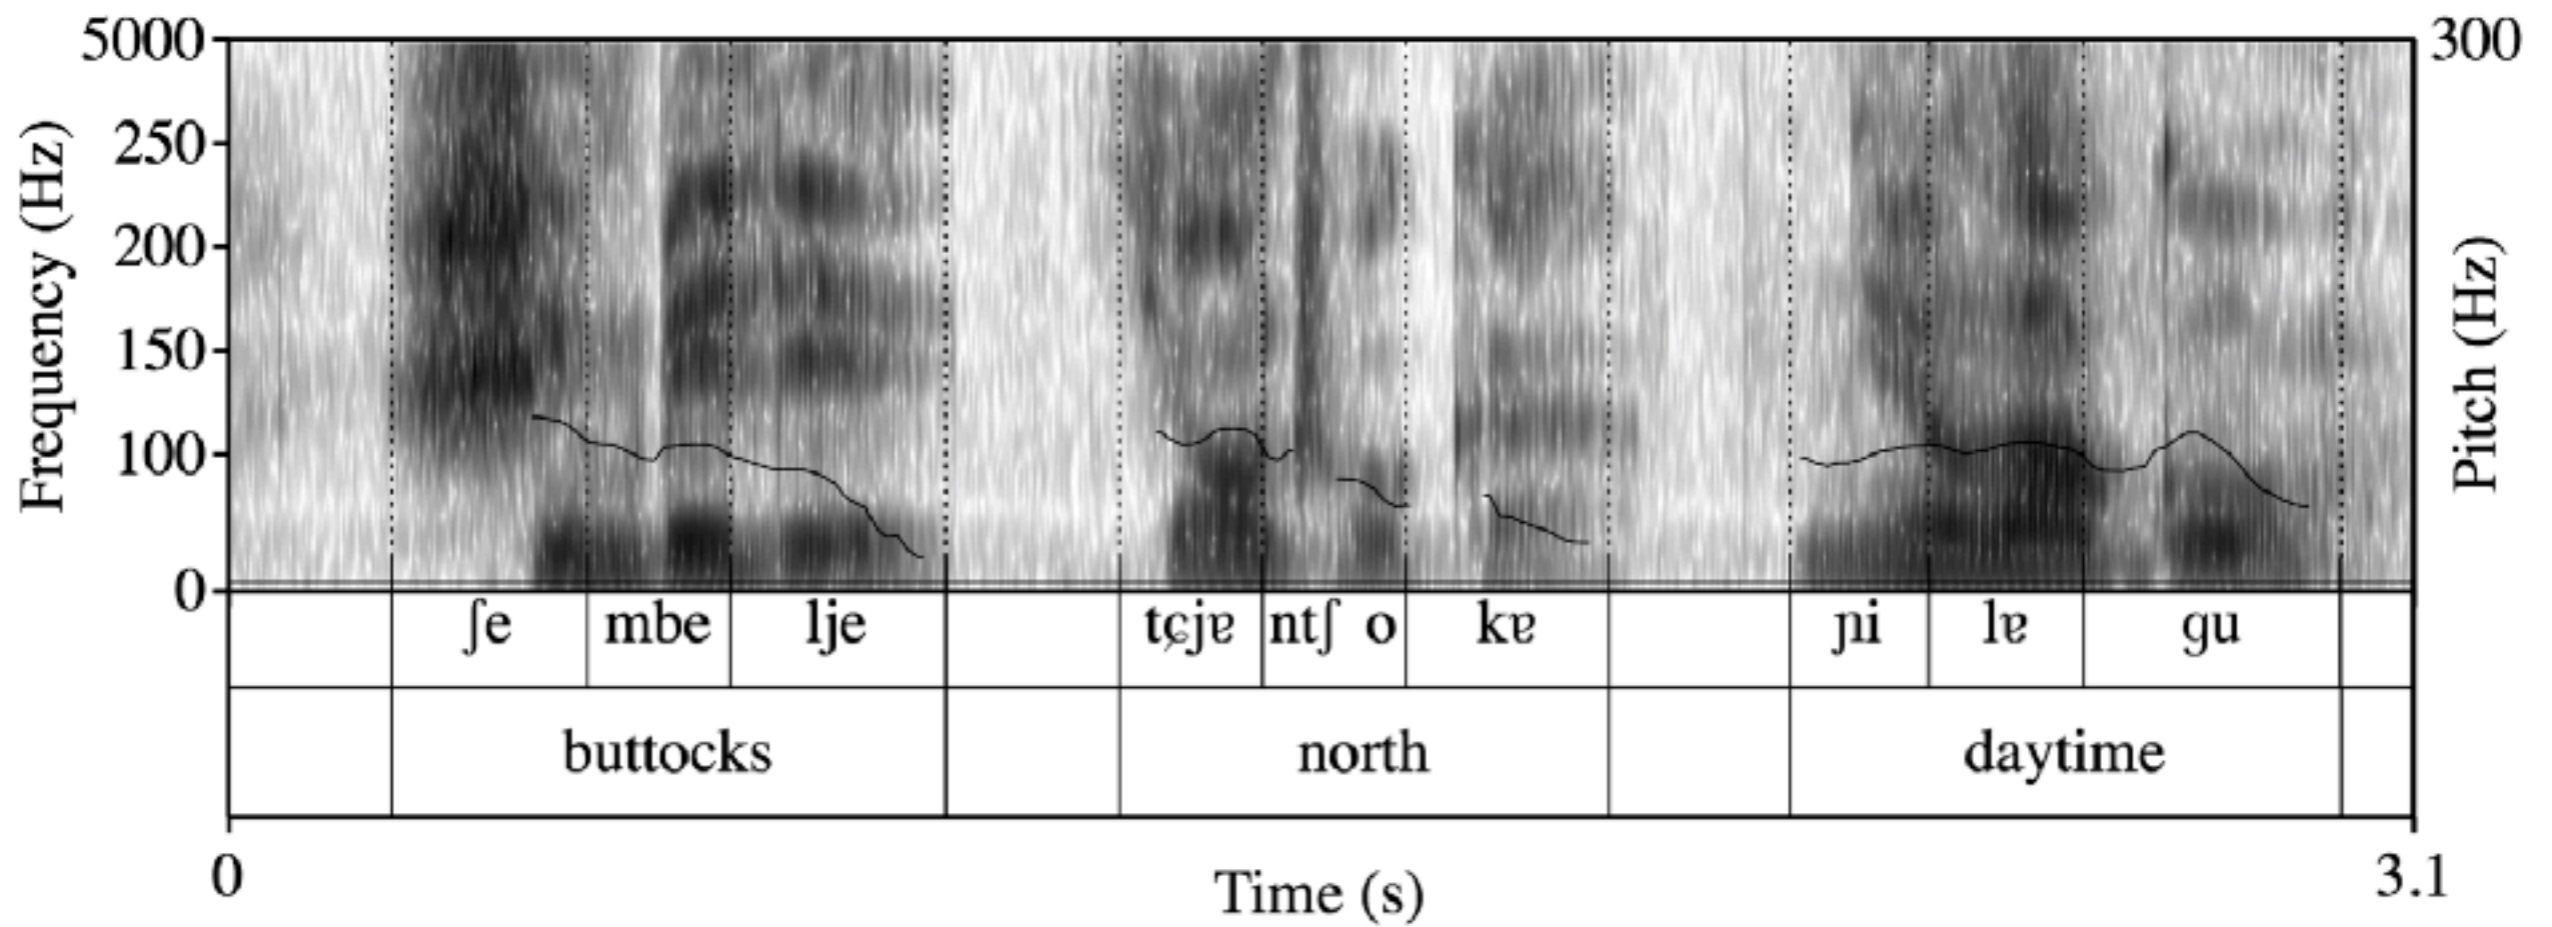 5000
300
250
200
150
100
0
Frequency (Hz)
Pitch (Hz)
ʃe mbe lje tɕjɐ ntʃ o kɐ ɲi lɐ gu
buttocks north daytime
0 Time (s) 3.1